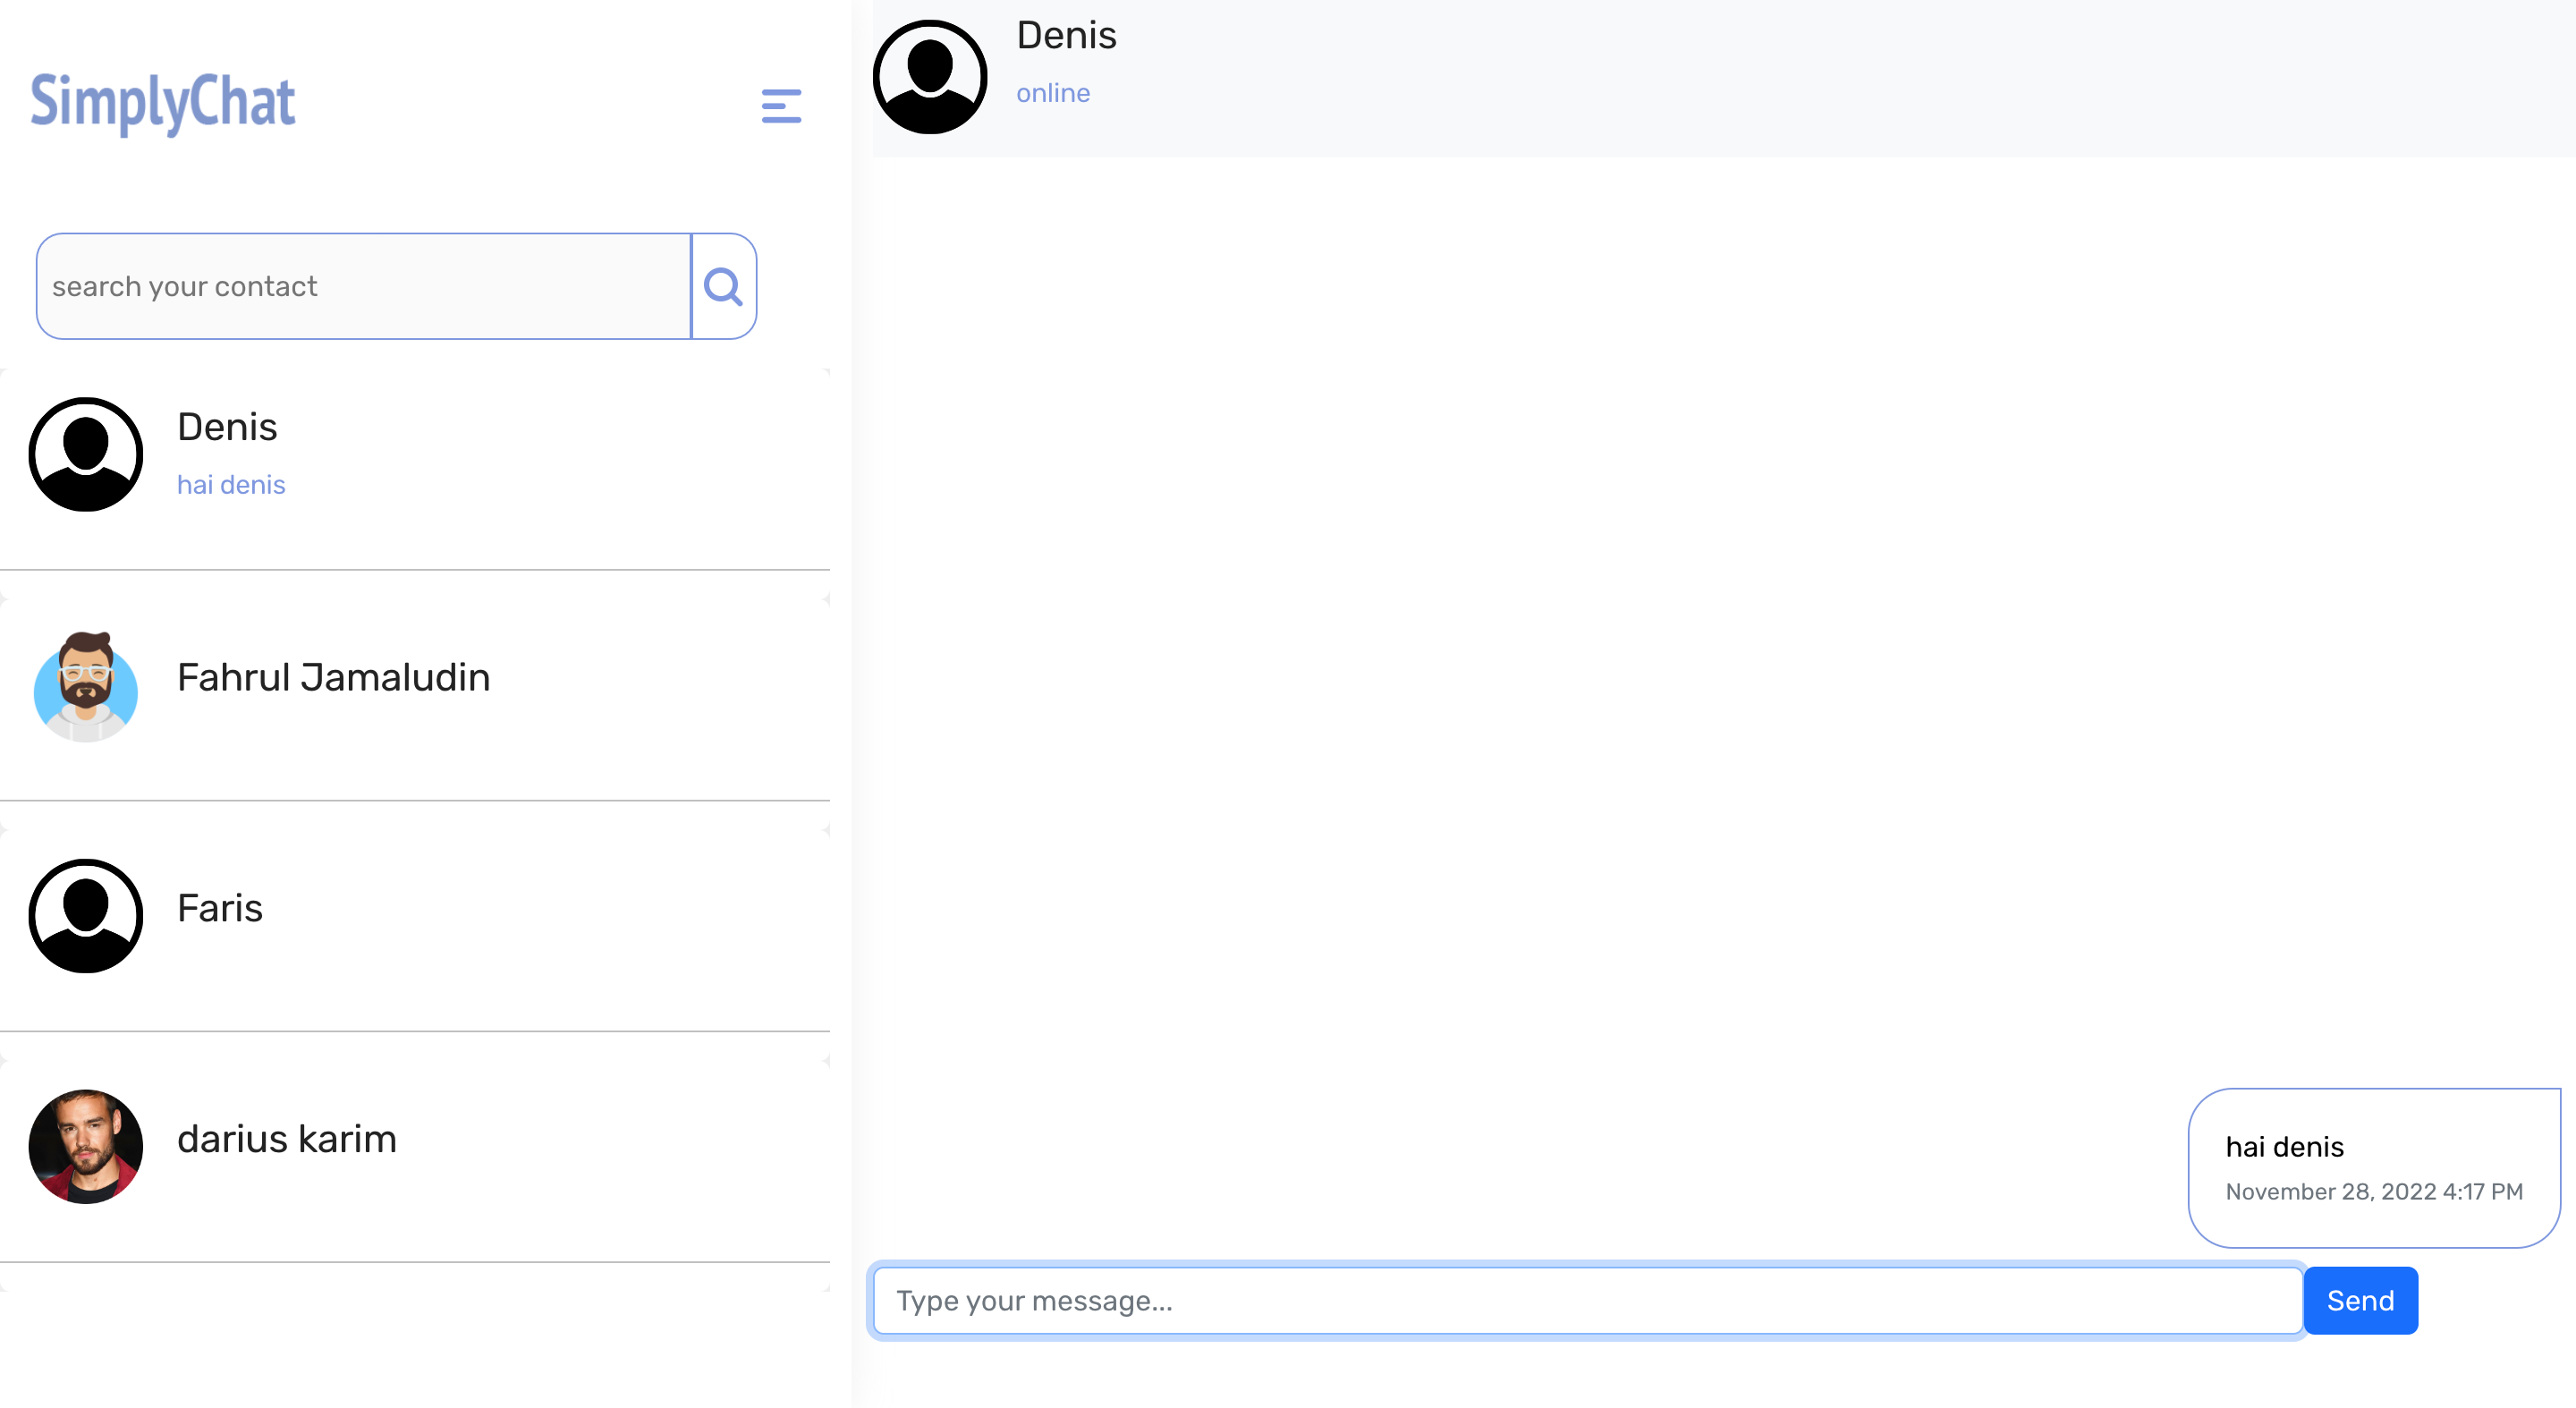 SimplyChat
search your contact
Denis
hai denis
Fahrul Jamaludin
Faris
darius karim
Denis
online
hai denis
November 28, 2022 4:17 PM
Type your message...
Send